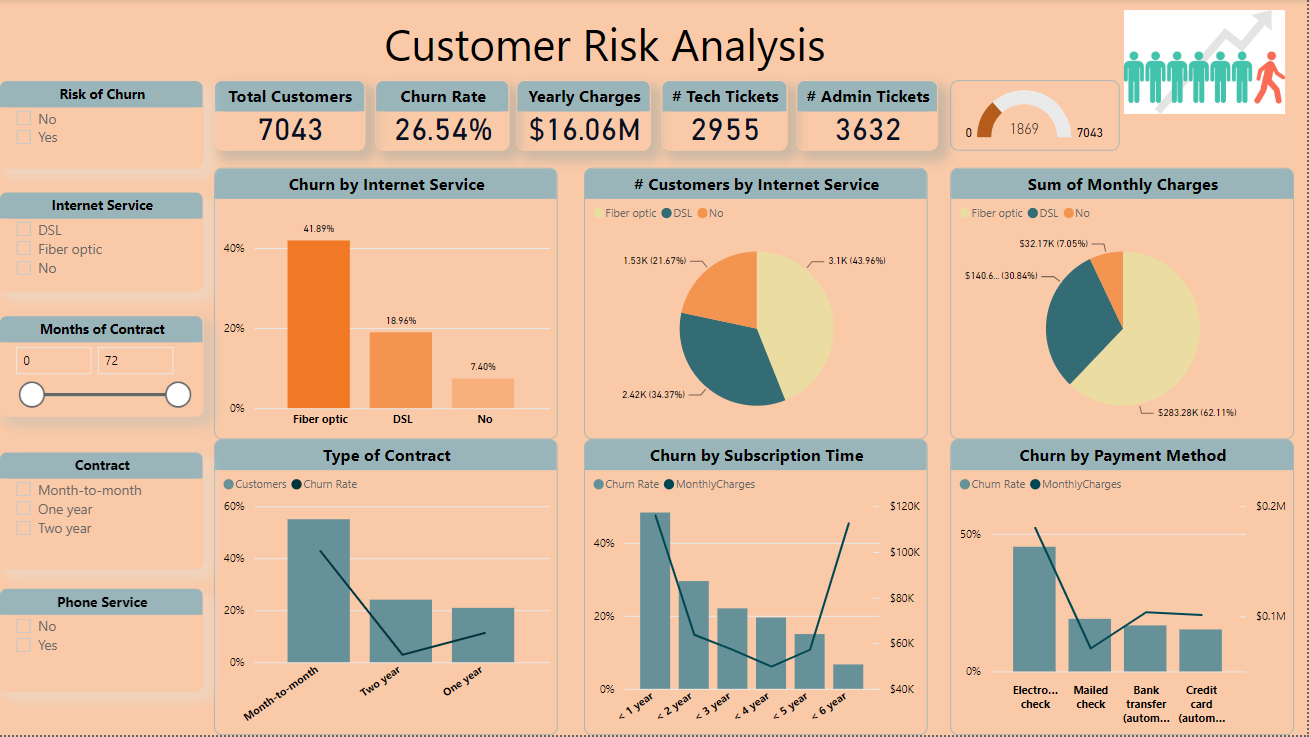 Customer Risk Analysis
Risk of Churn
No
Yes
Internet Service
DSL
Fiber optic
No
Months of Contract
0 72
Contract
Month-to-month
One year
Two year
Phone Service
No
Yes
Total Customers
7043
Churn Rate
26.54%
Yearly Charges
$16.06M
# Tech Tickets
2955
# Admin Tickets
3632
0 1869 7043
Churn by Internet Service
41.89%
40%
18.96%
20%
7.40%
0%
Fiber optic DSL No
# Customers by Internet Service
Fiber optic DSL No
1.53K (21.67%)
3.1K (43.96%)
2.42K (34.37%)
Sum of Monthly Charges
Fiber optic DSL No
$32.17K (7.05%)
$140.6... (30.84%)
$283.28K (62.11%)
Type of Contract
Customers Churn Rate
60%
40%
20%
0%
Month-to-month
Two year
One year
Churn by Subscription Time
Churn Rate MonthlyCharges
40%
20%
0%
$120K
$100K
$80K
$60K
$40K
< 1 year
< 2 year
< 3 year
< 4 year
< 5 year
< 6 year
Churn by Payment Method
Churn Rate MonthlyCharges
50%
0%
$0.2M
$0.1M
Electro...
check
Mailed
check
Bank
transfer
(autom...
Credit
card
(autom...